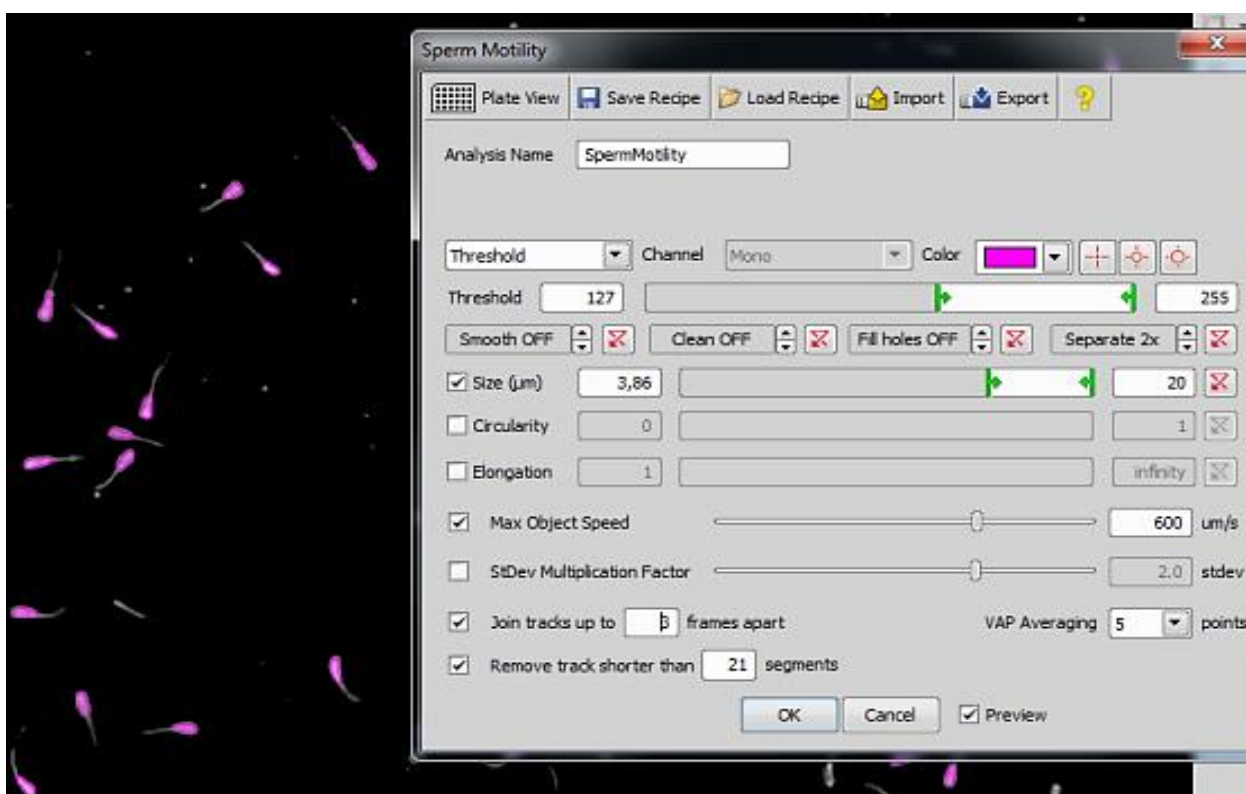 Sperm Motility
Plate View Save Recipe Load Recipe Import Export ?
Analysis Name SpermMotility
Threshold Channel Mono Color
Threshold 127 255
Smooth OFF Clean OFF Fill holes OFF Separate 2x
Size (µm) 3,86 20
Circularity 0 1
Elongation 1 infinity
Max Object Speed 600 um/s
StDev Multiplication Factor 2.0 stdev
Join tracks up to 3 frames apart VAP Averaging 5 points
Remove track shorter than 21 segments
OK Cancel Preview